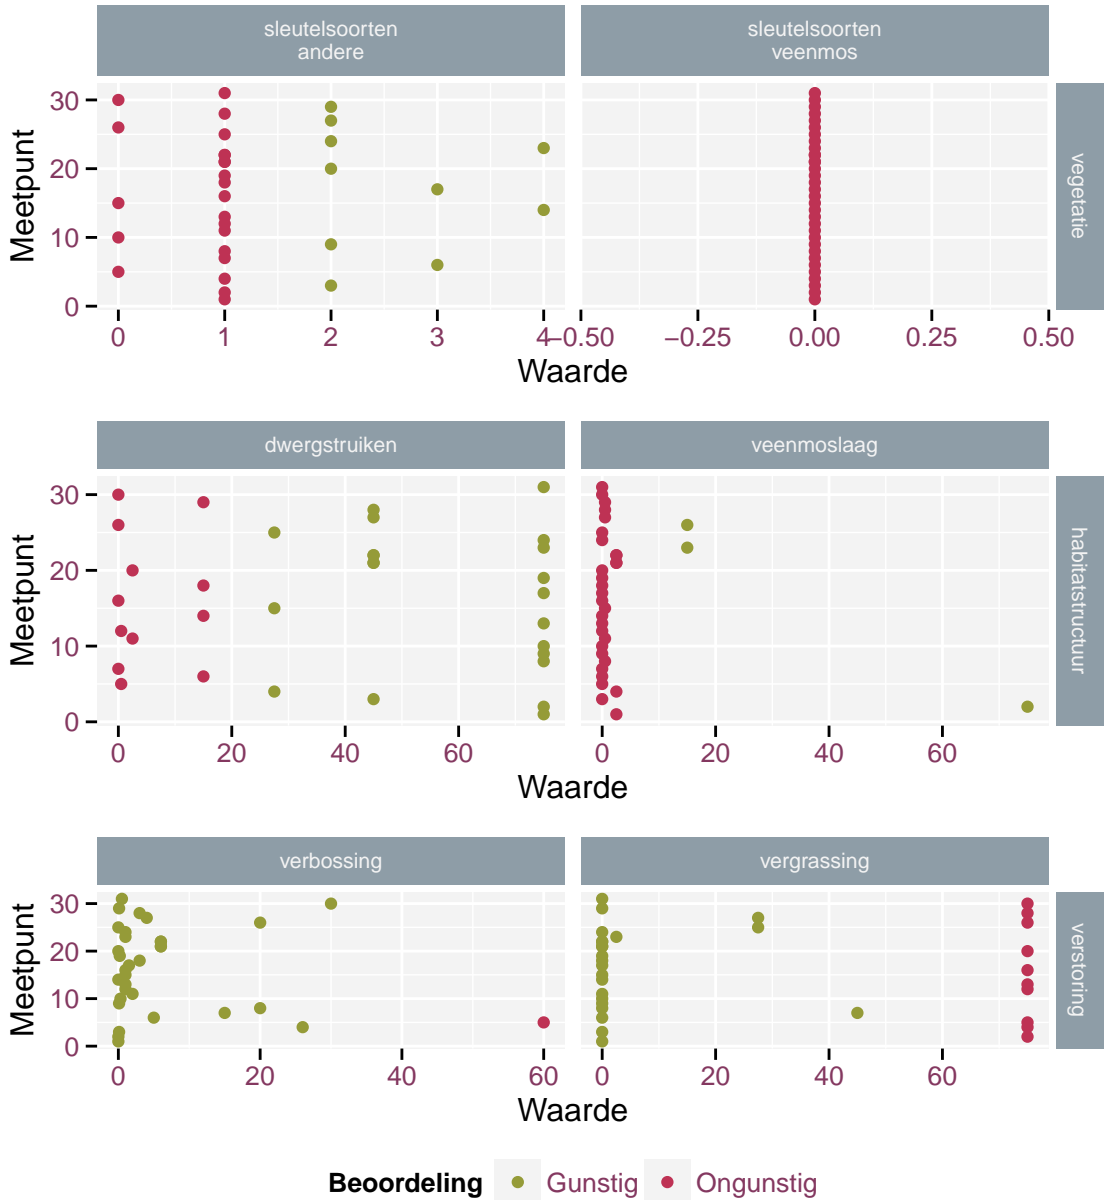 sleutelsoorten
andere
sleutelsoorten
veenmos
Meetpunt
30
20
10
0
vegetatie
0 1 2 3 4 −0.50 −0.25 0.00 0.25 0.50
Waarde
dwergstruiken
veenmoslaag
Meetpunt
30
20
10
0
habitatstructuur
0 20 40 60 0 20 40 60
Waarde
verbossing
vergrassing
Meetpunt
30
20
10
0
verstoring
0 20 40 60 0 20 40 60
Waarde
Beoordeling Gunstig Ongunstig